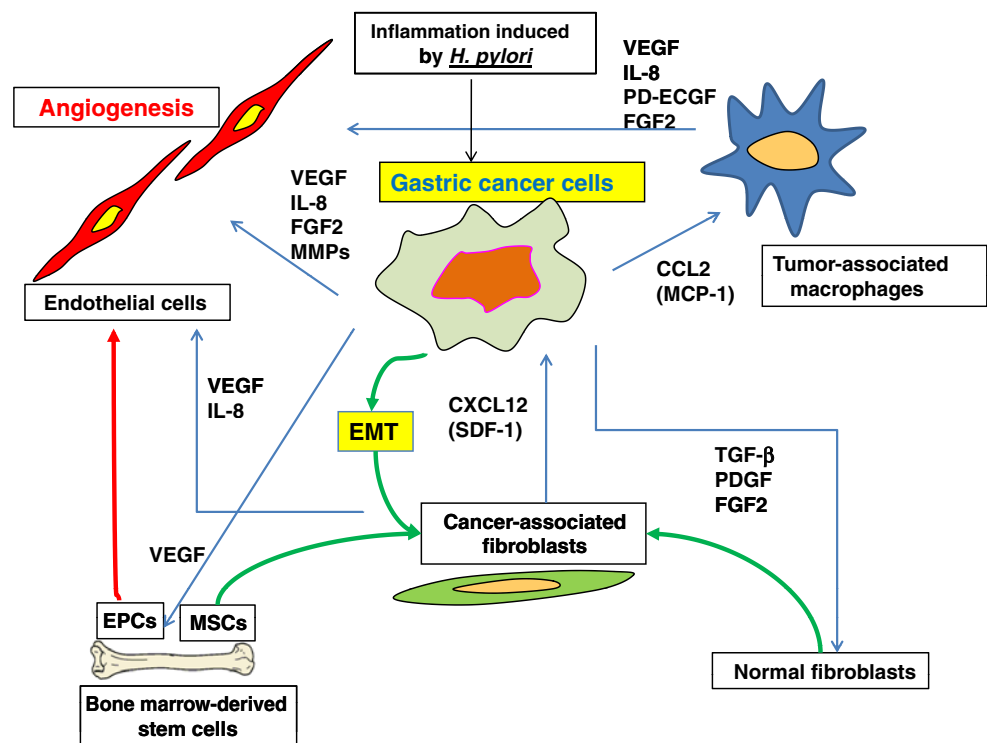 Inflammation induced
by H. pylori
VEGF
IL-8
PD-ECGF
FGF2
Angiogenesis
VEGF
IL-8
FGF2
MMPs
Gastric cancer cells
CCL2
(MCP-1)
Tumor-associated
macrophages
Endothelial cells
VEGF
IL-8
EMT
CXCL12
(SDF-1)
TGF-β
PDGF
FGF2
Cancer-associated
fibroblasts
VEGF
EPCs
MSCs
Normal fibroblasts
Bone marrow-derived
stem cells